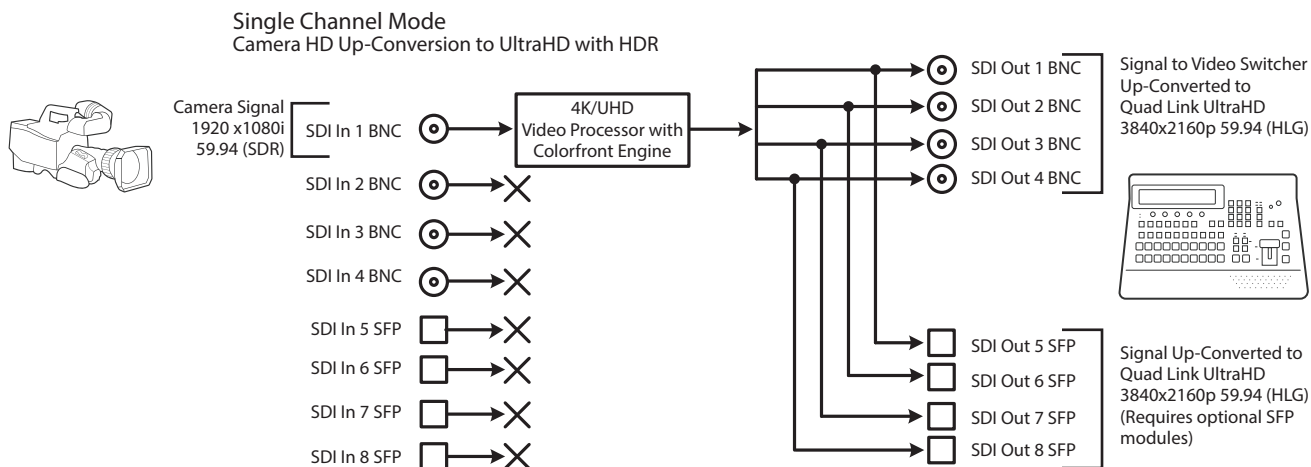 Single Channel Mode
Camera HD Up-Conversion to UltraHD with HDR
Camera Signal
1920 x1080i
59.94 (SDR)
SDI In 1 BNC
SDI In 2 BNC
SDI In 3 BNC
SDI In 4 BNC
SDI In 5 SFP
SDI In 6 SFP
SDI In 7 SFP
SDI In 8 SFP
4K/UHD
Video Processor with
Colorfront Engine
SDI Out 1 BNC
SDI Out 2 BNC
SDI Out 3 BNC
SDI Out 4 BNC
Signal to Video Switcher
Up-Converted to
Quad Link UltraHD
3840x2160p 59.94 (HLG)
SDI Out 5 SFP
SDI Out 6 SFP
SDI Out 7 SFP
SDI Out 8 SFP
Signal Up-Converted to
Quad Link UltraHD
3840x2160p 59.94 (HLG)
(Requires optional SFP
modules)